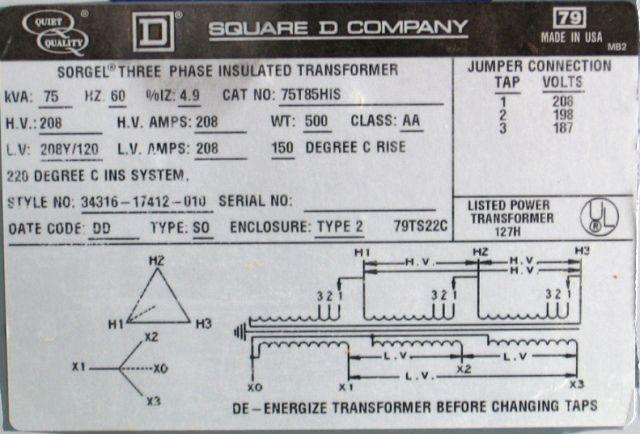 QUIET QUALITY
D
SQUARE D COMPANY
79
MADE IN USA
MB2
SORGEL® THREE PHASE INSULATED TRANSFORMER
kVA: 75 HZ. 60 %IZ: 4.9 CAT NO: 75T85HIS
H.V.: 208 H.V. AMPS: 208 WT: 500 CLASS: AA
L.V: 208Y/120 L.V. AMPS: 208 150 DEGREE C RISE
220 DEGREE C INS SYSTEM.
STYLE NO: 34316-17412-010 SERIAL NO:
DATE CODE: DD TYPE: SO ENCLOSURE: TYPE 2 79TS22C
JUMPER CONNECTION
TAP VOLTS
1 208
2 198
3 187
LISTED POWER
TRANSFORMER
127H
UL
H2
H1 H3
X2
X1 X0
X3
H1 H2 H3
H.V. H.V.
H.V.
3 2 1 3 2 1 3 2 1
L.V. L.V.
X2
L.V.
X0 X1 X3
DE-ENERGIZE TRANSFORMER BEFORE CHANGING TAPS